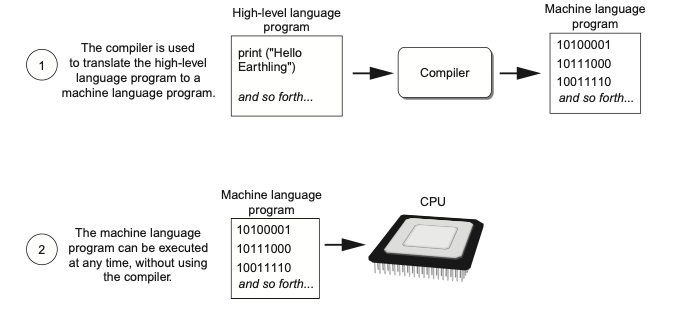 1
The compiler is used
to translate the high-level
language program to a
machine language program.
High-level language
program
print ("Hello
Earthling")
and so forth...
Compiler
Machine language
program
10100001
10111000
10011110
and so forth...
2
The machine language
program can be executed
at any time, without using
the compiler.
Machine language
program
10100001
10111000
10011110
and so forth...
CPU